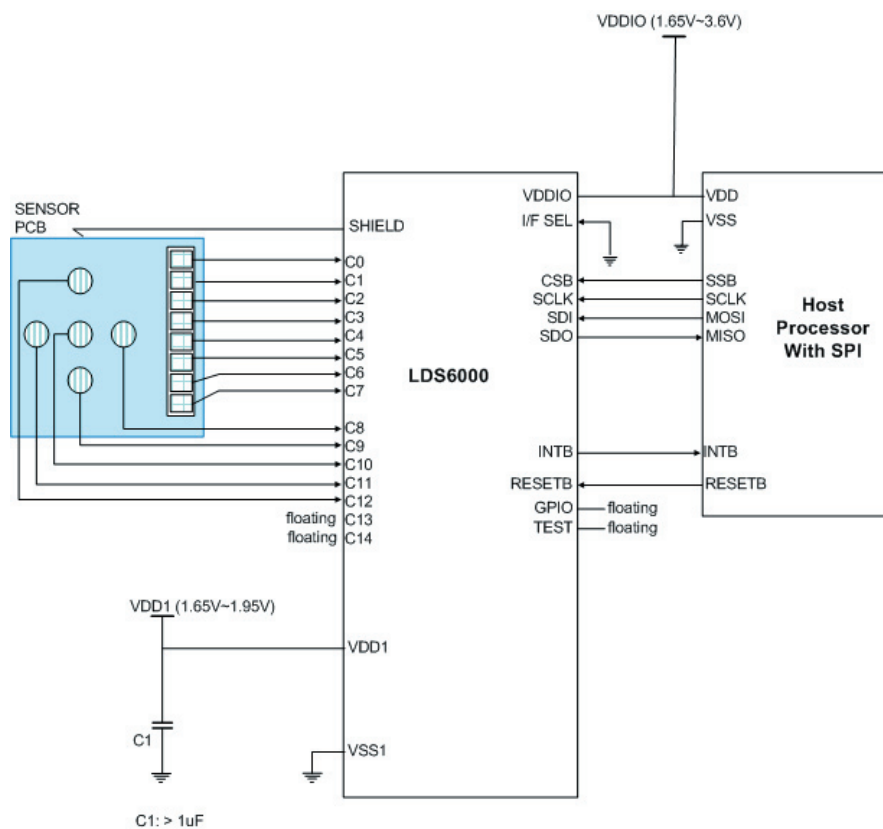 VDDIO (1.65V~3.6V)
SENSOR
PCB
SHIELD
C0
C1
C2
C3
C4
C5
C6
C7
C8
C9
C10
C11
C12
floating C13
floating C14
VDD1 (1.65V~1.95V)
VDD1
C1
VSS1
C1: > 1uF
LDS6000
VDDIO
I/F SEL
CSB
SCLK
SDI
SDO
INTB
RESETB
GPIO floating
TEST floating
VDD
VSS
SSB
SCLK
MOSI
MISO
INTB
RESETB
Host
Processor
With SPI